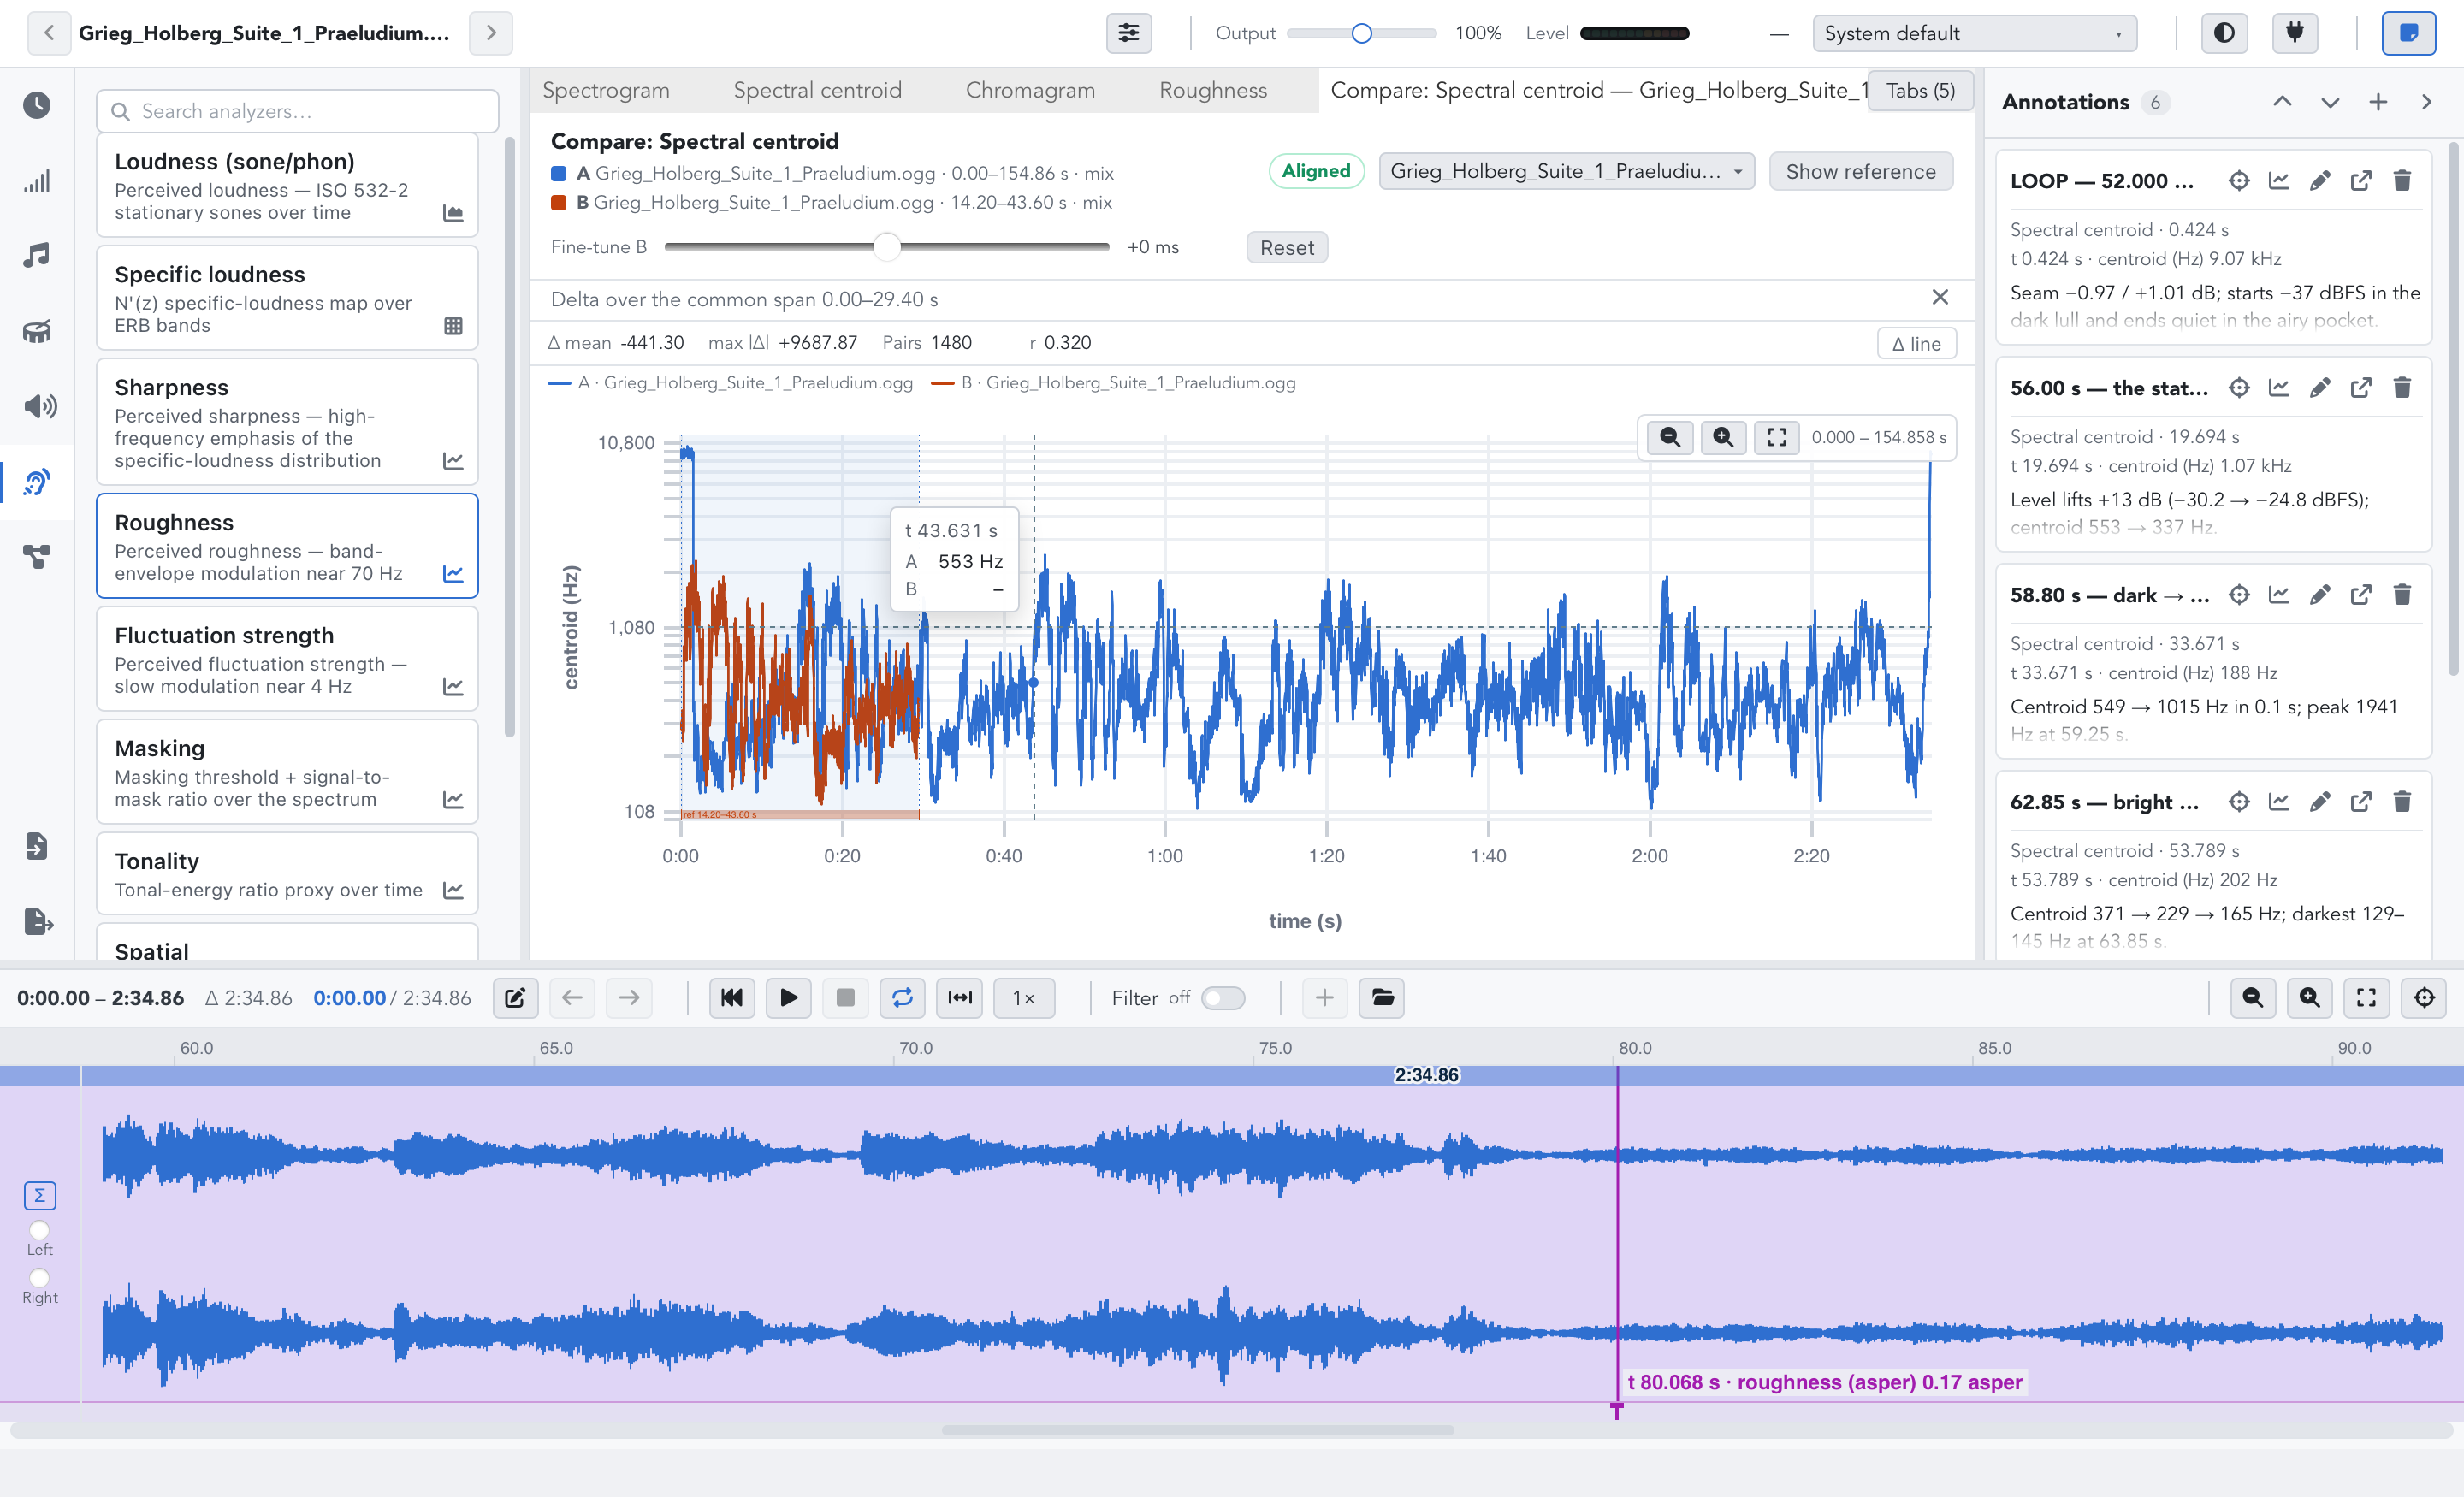 Grieg_Holberg_Suite_1_Praeludium....
Output
100%
Level
—
System default
Search analyzers...
Loudness (sone/phon)
Perceived loudness — ISO 532-2
stationary sones over time
Specific loudness
N'(z) specific-loudness map over
ERB bands
Sharpness
Perceived sharpness — high-
frequency emphasis of the
specific-loudness distribution
Roughness
Perceived roughness — band-
envelope modulation near 70 Hz
Fluctuation strength
Perceived fluctuation strength —
slow modulation near 4 Hz
Masking
Masking threshold + signal-to-
mask ratio over the spectrum
Tonality
Tonal-energy ratio proxy over time
Spatial
Spectrogram
Spectral centroid
Chromagram
Roughness
Compare: Spectral centroid — Grieg_Holberg_Suite_1
Tabs (5)
Compare: Spectral centroid
A Grieg_Holberg_Suite_1_Praeludium.ogg · 0.00–154.86 s · mix
B Grieg_Holberg_Suite_1_Praeludium.ogg · 14.20–43.60 s · mix
Aligned
Grieg_Holberg_Suite_1_Praeludiu...
Show reference
Fine-tune B
+0 ms
Reset
Delta over the common span 0.00–29.40 s
Δ mean -441.30
max |Δ| +9687.87
Pairs 1480
r 0.320
Δ line
A · Grieg_Holberg_Suite_1_Praeludium.ogg
B · Grieg_Holberg_Suite_1_Praeludium.ogg
0.000 – 154.858 s
10,800
1,080
108
centroid (Hz)
t 43.631 s
A 553 Hz
B –
ref 14.20–43.60 s
0:00
0:20
0:40
1:00
1:20
1:40
2:00
2:20
time (s)
Annotations 6
LOOP — 52.000 ...
Spectral centroid · 0.424 s
t 0.424 s · centroid (Hz) 9.07 kHz
Seam −0.97 / +1.01 dB; starts −37 dBFS in the
dark lull and ends quiet in the airy pocket.
56.00 s — the stat...
Spectral centroid · 19.694 s
t 19.694 s · centroid (Hz) 1.07 kHz
Level lifts +13 dB (−30.2 → −24.8 dBFS);
centroid 553 → 337 Hz.
58.80 s — dark → ...
Spectral centroid · 33.671 s
t 33.671 s · centroid (Hz) 188 Hz
Centroid 549 → 1015 Hz in 0.1 s; peak 1941
Hz at 59.25 s.
62.85 s — bright ...
Spectral centroid · 53.789 s
t 53.789 s · centroid (Hz) 202 Hz
Centroid 371 → 229 → 165 Hz; darkest 129–
145 Hz at 63.85 s.
0:00.00 – 2:34.86
Δ 2:34.86
0:00.00 / 2:34.86
1×
Filter off
60.0
65.0
70.0
75.0
80.0
85.0
90.0
2:34.86
Σ
Left
Right
t 80.068 s · roughness (asper) 0.17 asper